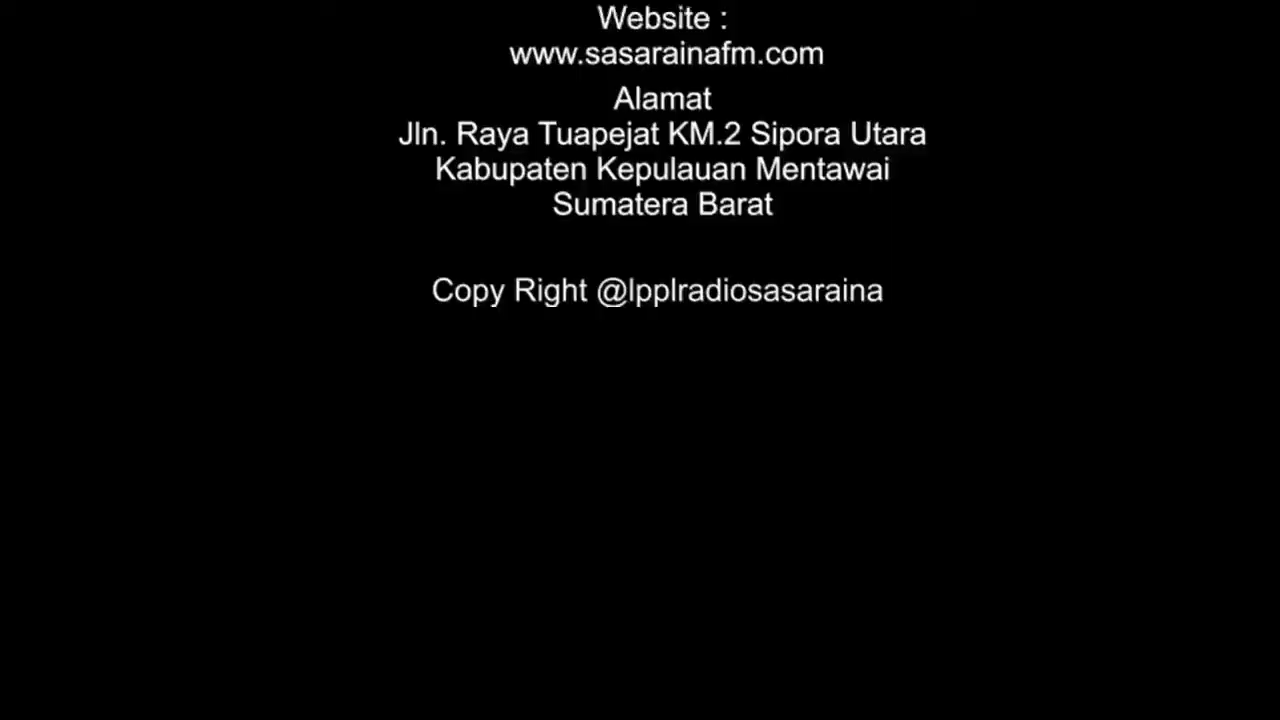 Website :
www.sasarainafm.com
Alamat
Jln. Raya Tuapejat KM.2 Sipora Utara
Kabupaten Kepulauan Mentawai
Sumatera Barat
Copy Right @lpplradiosasaraina